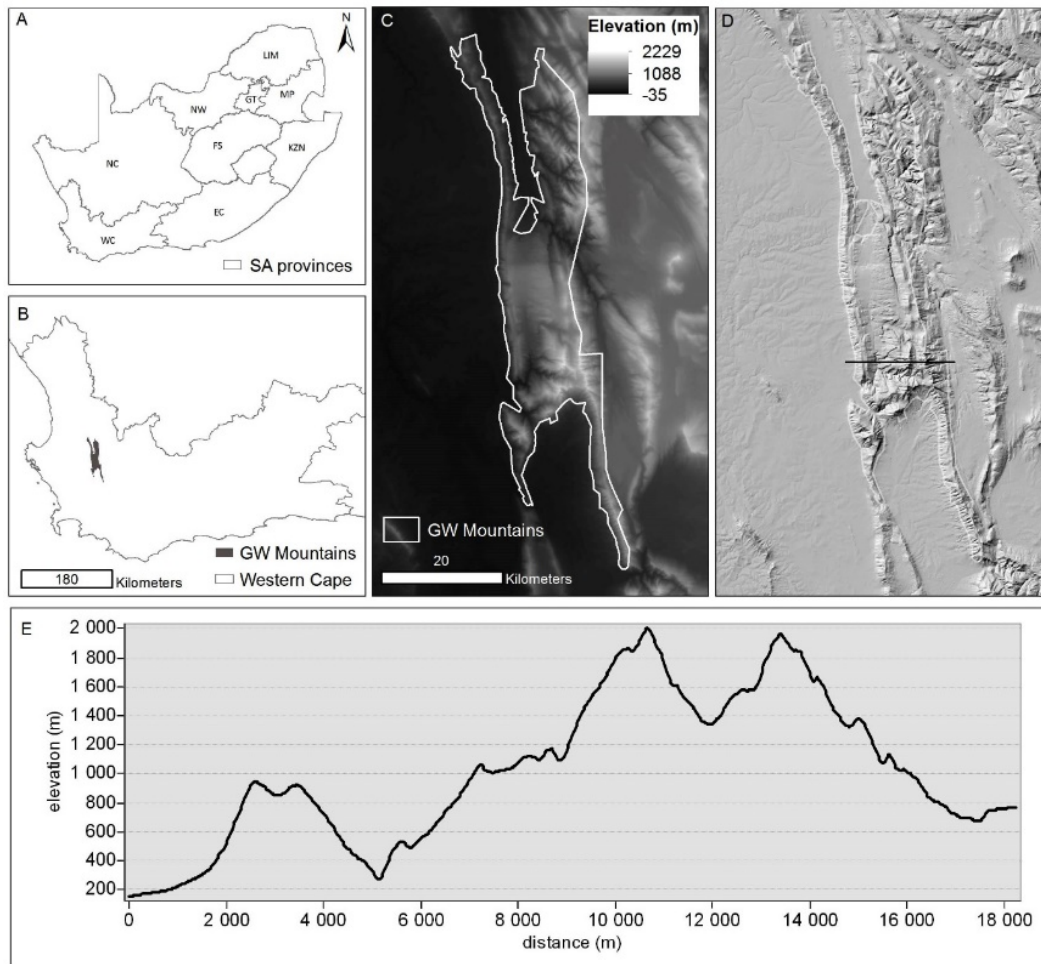 A
N
LIM
NW
GT
MP
FS
KZN
NC
EC
WC
SA provinces
B
GW Mountains
180 Kilometers
Western Cape
C
Elevation (m)
2229
1088
-35
GW Mountains
20
Kilometers
D
E
elevation (m)
2 000
1 800
1 600
1 400
1 200
1 000
800
600
400
200
0 2 000 4 000 6 000 8 000 10 000 12 000 14 000 16 000 18 000
distance (m)